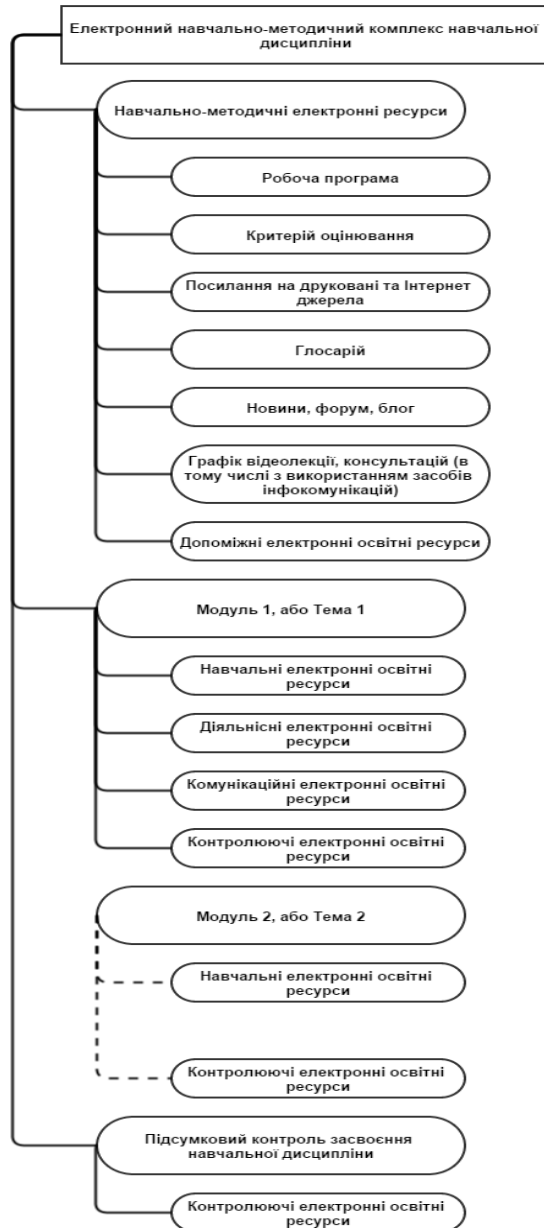 Електронний навчально-методичний комплекс навчальної
дисципліни
Навчально-методичні електронні ресурси
Робоча програма
Критерій оцінювання
Посилання на друковані та Інтернет
джерела
Глосарій
Новини, форум, блог
Графік відеолекції, консультацій (в
тому числі з використанням засобів
інфокомунікацій)
Допоміжні електронні освітні ресурси
Модуль 1, або Тема 1
Навчальні електронні освітні
ресурси
Діяльнісні електронні освітні
ресурси
Комунікаційні електронні освітні
ресурси
Контролюючі електронні освітні
ресурси
Модуль 2, або Тема 2
Навчальні електронні освітні
ресурси
Контролюючі електронні освітні
ресурси
Підсумковий контроль засвоєння
навчальної дисципліни
Контролюючі електронні освітні
ресурси